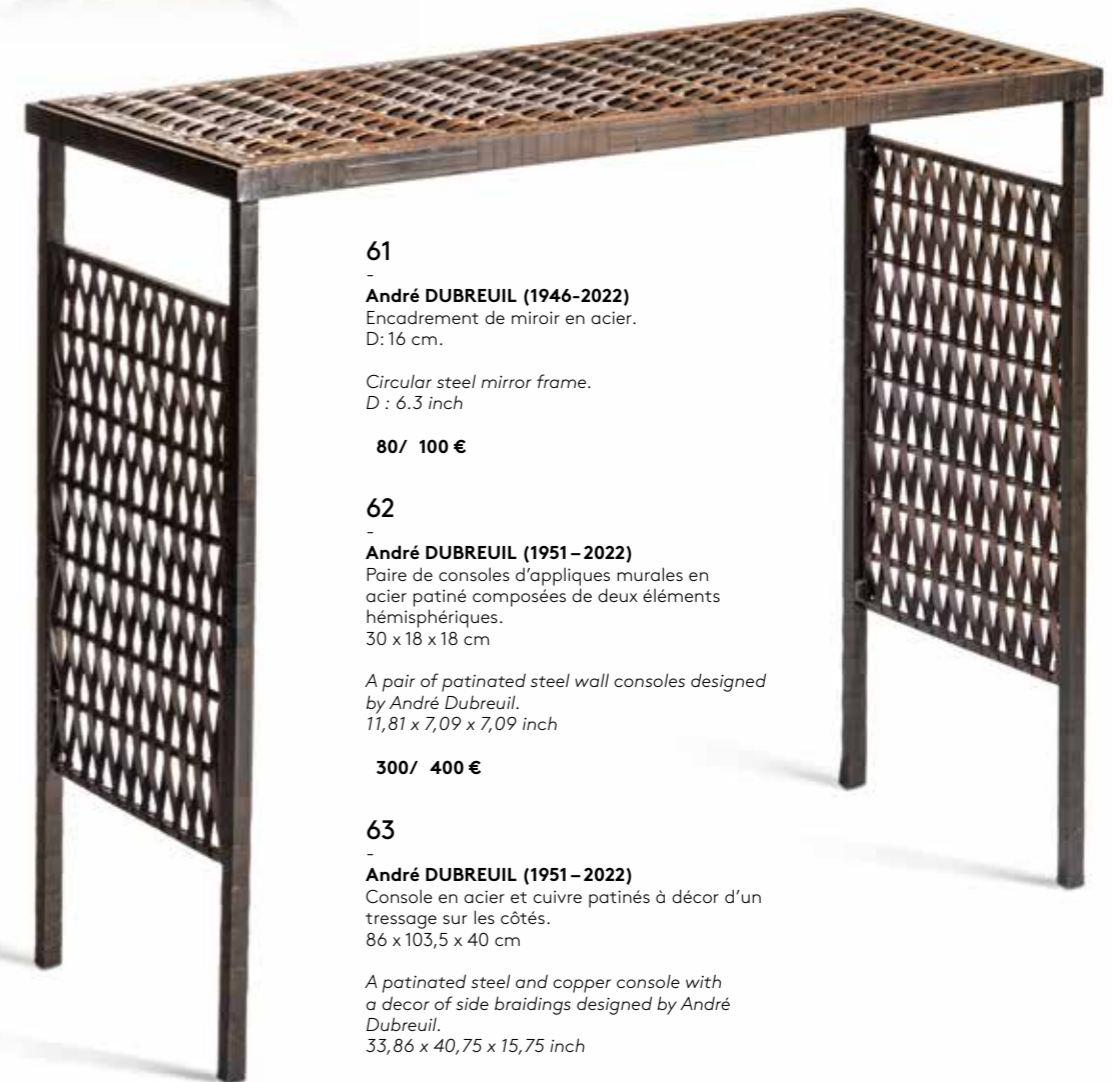 61
-
André DUBREUIL (1946-2022)
Encadrement de miroir en acier.
D: 16 cm.
Circular steel mirror frame.
D : 6.3 inch
80/ 100 €
62
-
André DUBREUIL (1951 – 2022)
Paire de consoles d'appliques murales en
acier patiné composées de deux éléments
hémisphériques.
30 x 18 x 18 cm
A pair of patinated steel wall consoles designed
by André Dubreuil.
11,81 x 7,09 x 7,09 inch
300/ 400 €
63
-
André DUBREUIL (1951 – 2022)
Console en acier et cuivre patinés à décor d'un
tressage sur les côtés.
86 x 103,5 x 40 cm
A patinated steel and copper console with
a decor of side braidings designed by André
Dubreuil.
33,86 x 40,75 x 15,75 inch